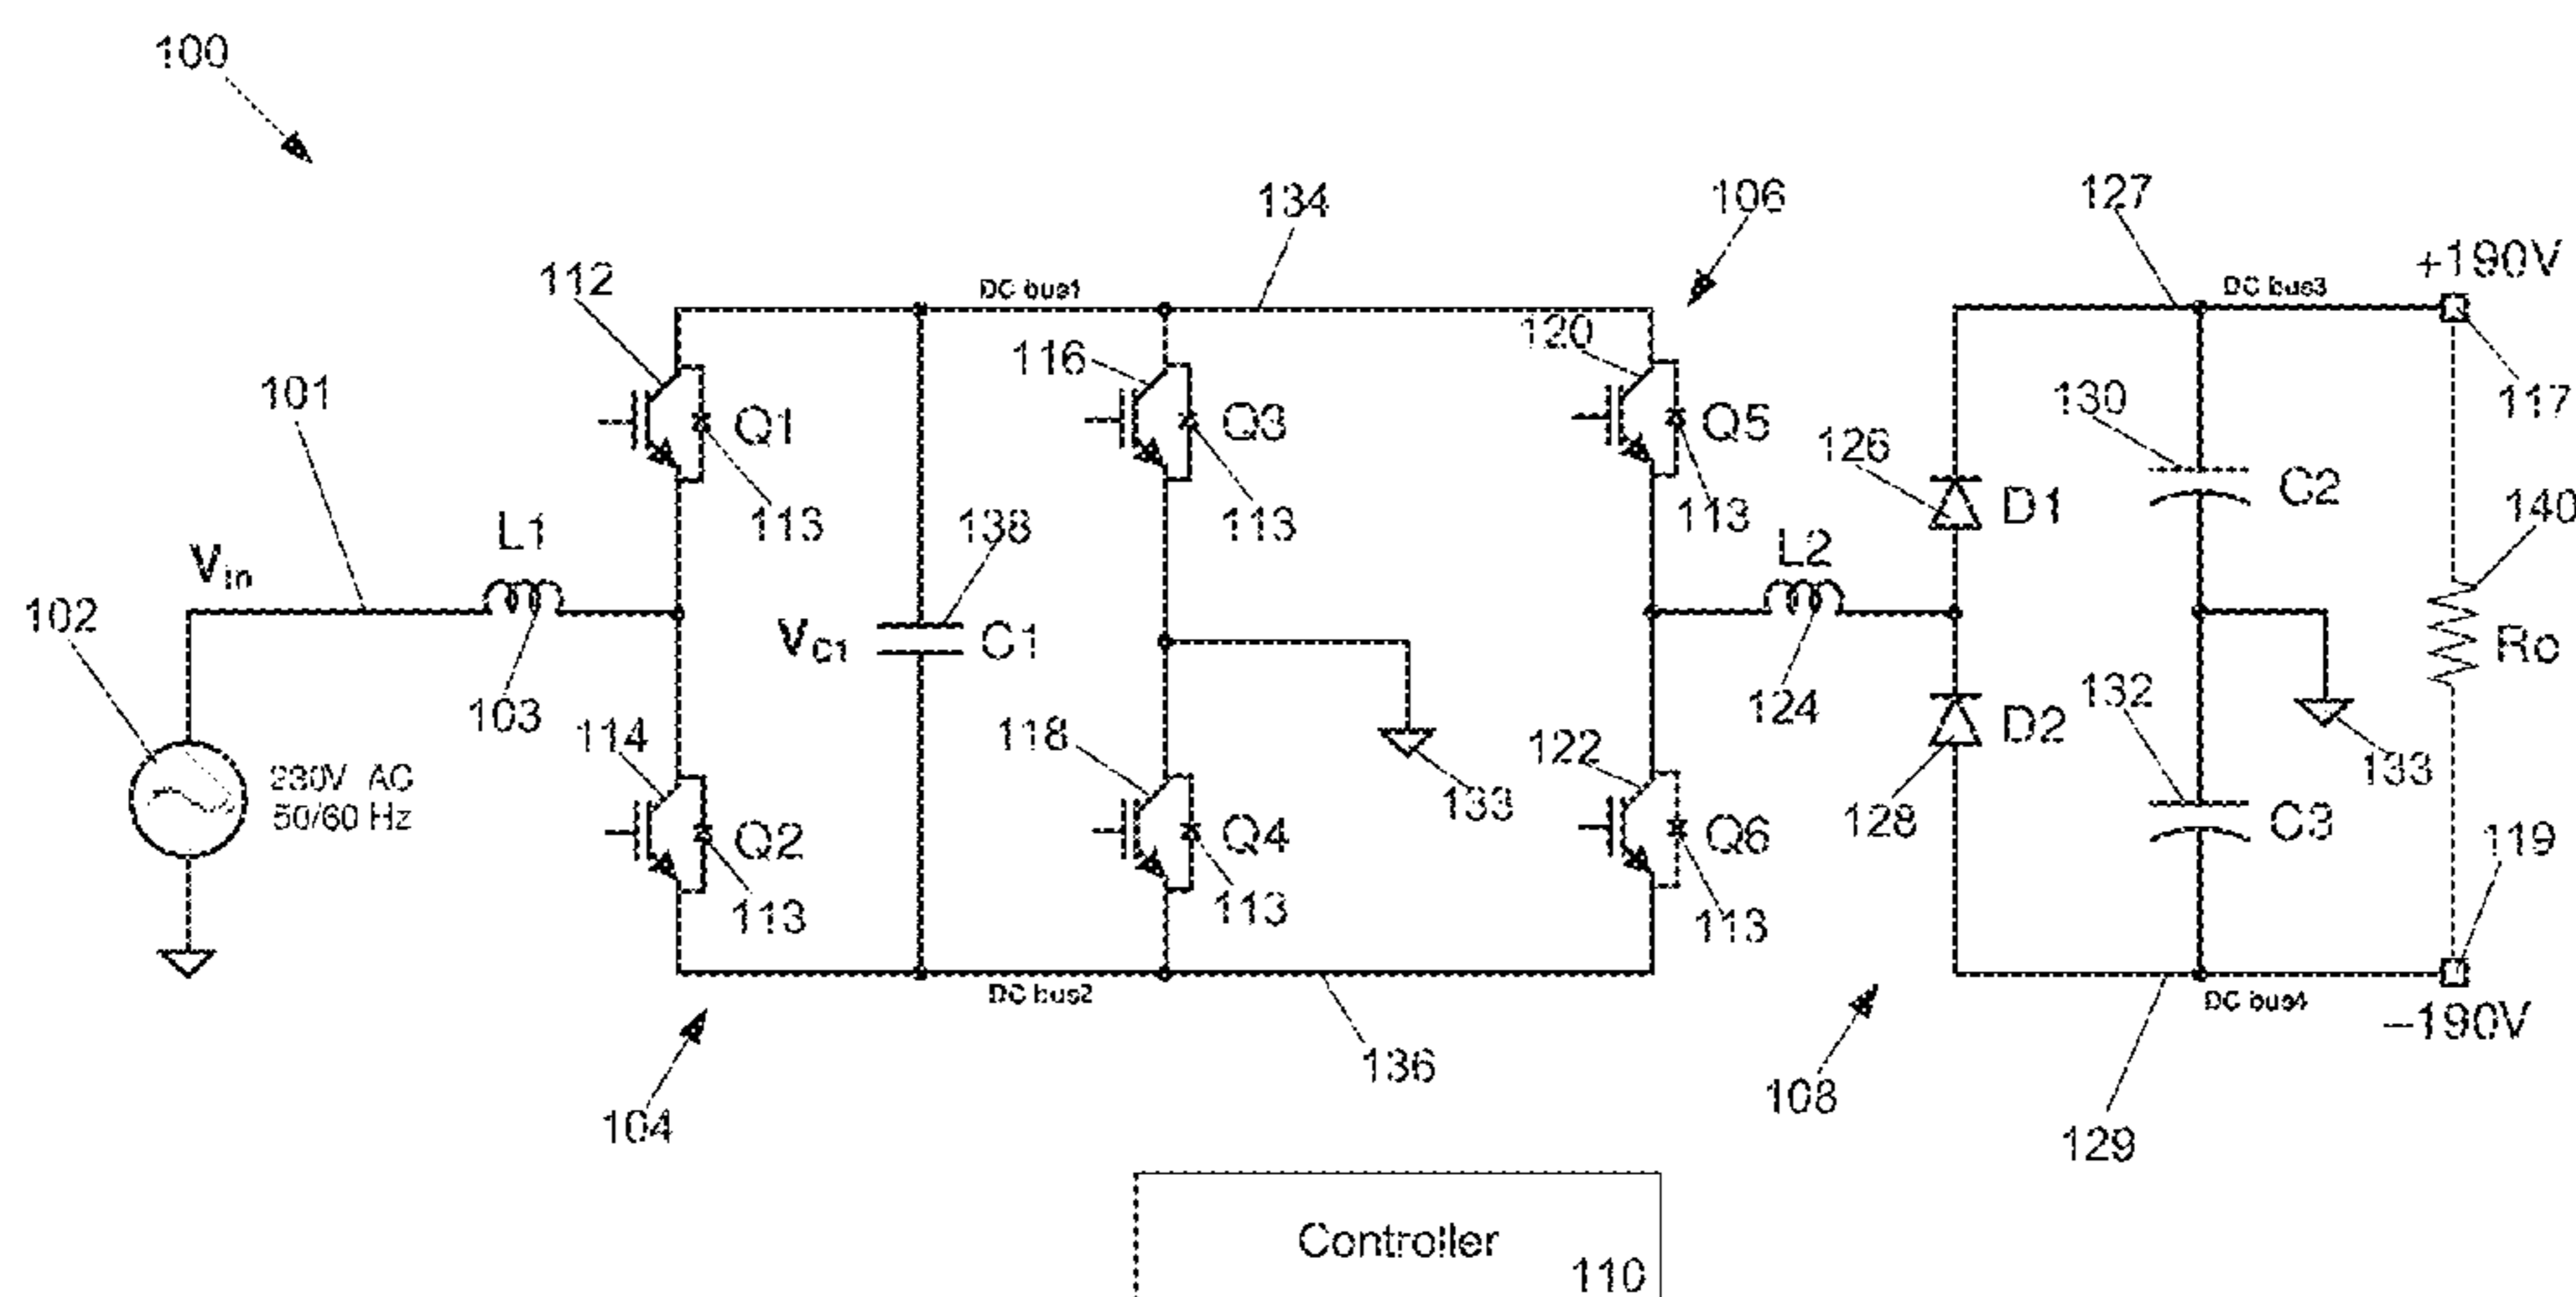 100
134
106
127
+190V
112
DC bus1
DC bus3
120
116
101
130
117
Q1
Q3
Q5
126
C2
113
113
113
D1
140
138
L1
L2
Vin
102
VC1
C1
Ro
132
103
124
114
118
122
D2
133
230V AC
50/60 Hz
133
128
C3
Q2
Q4
Q6
119
113
113
113
DC bus2
DC bus4
–190V
136
108
104
129
Controller
110